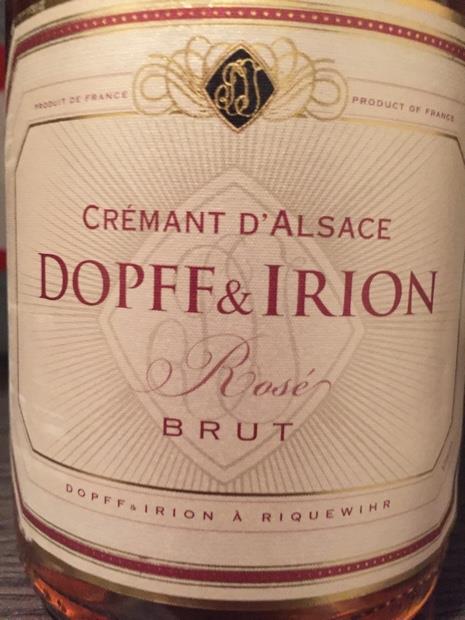 PRODUIT DE FRANCE
PRODUCT OF FRANCE
CRÉMANT D'ALSACE
DOPFF & IRION
Rosé
BRUT
DOPFF & IRION À RIQUEWIHR